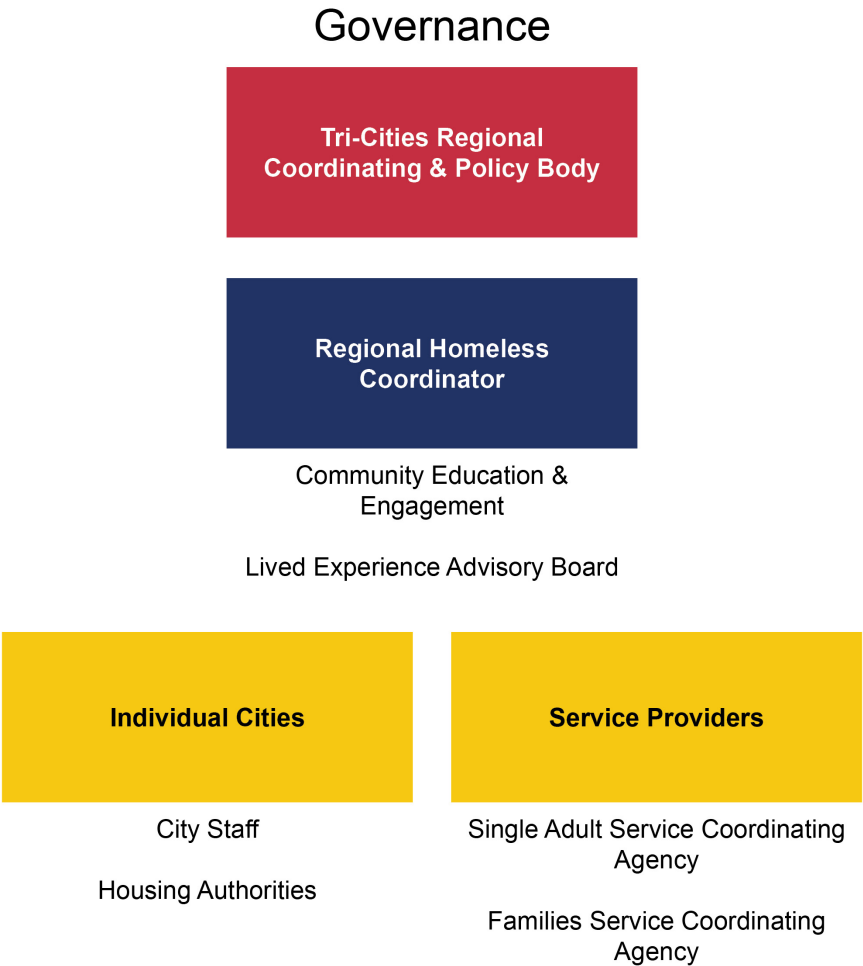 Governance
Tri-Cities Regional
Coordinating & Policy Body
Regional Homeless
Coordinator
Community Education &
Engagement
Lived Experience Advisory Board
Individual Cities
City Staff
Housing Authorities
Service Providers
Single Adult Service Coordinating
Agency
Families Service Coordinating
Agency